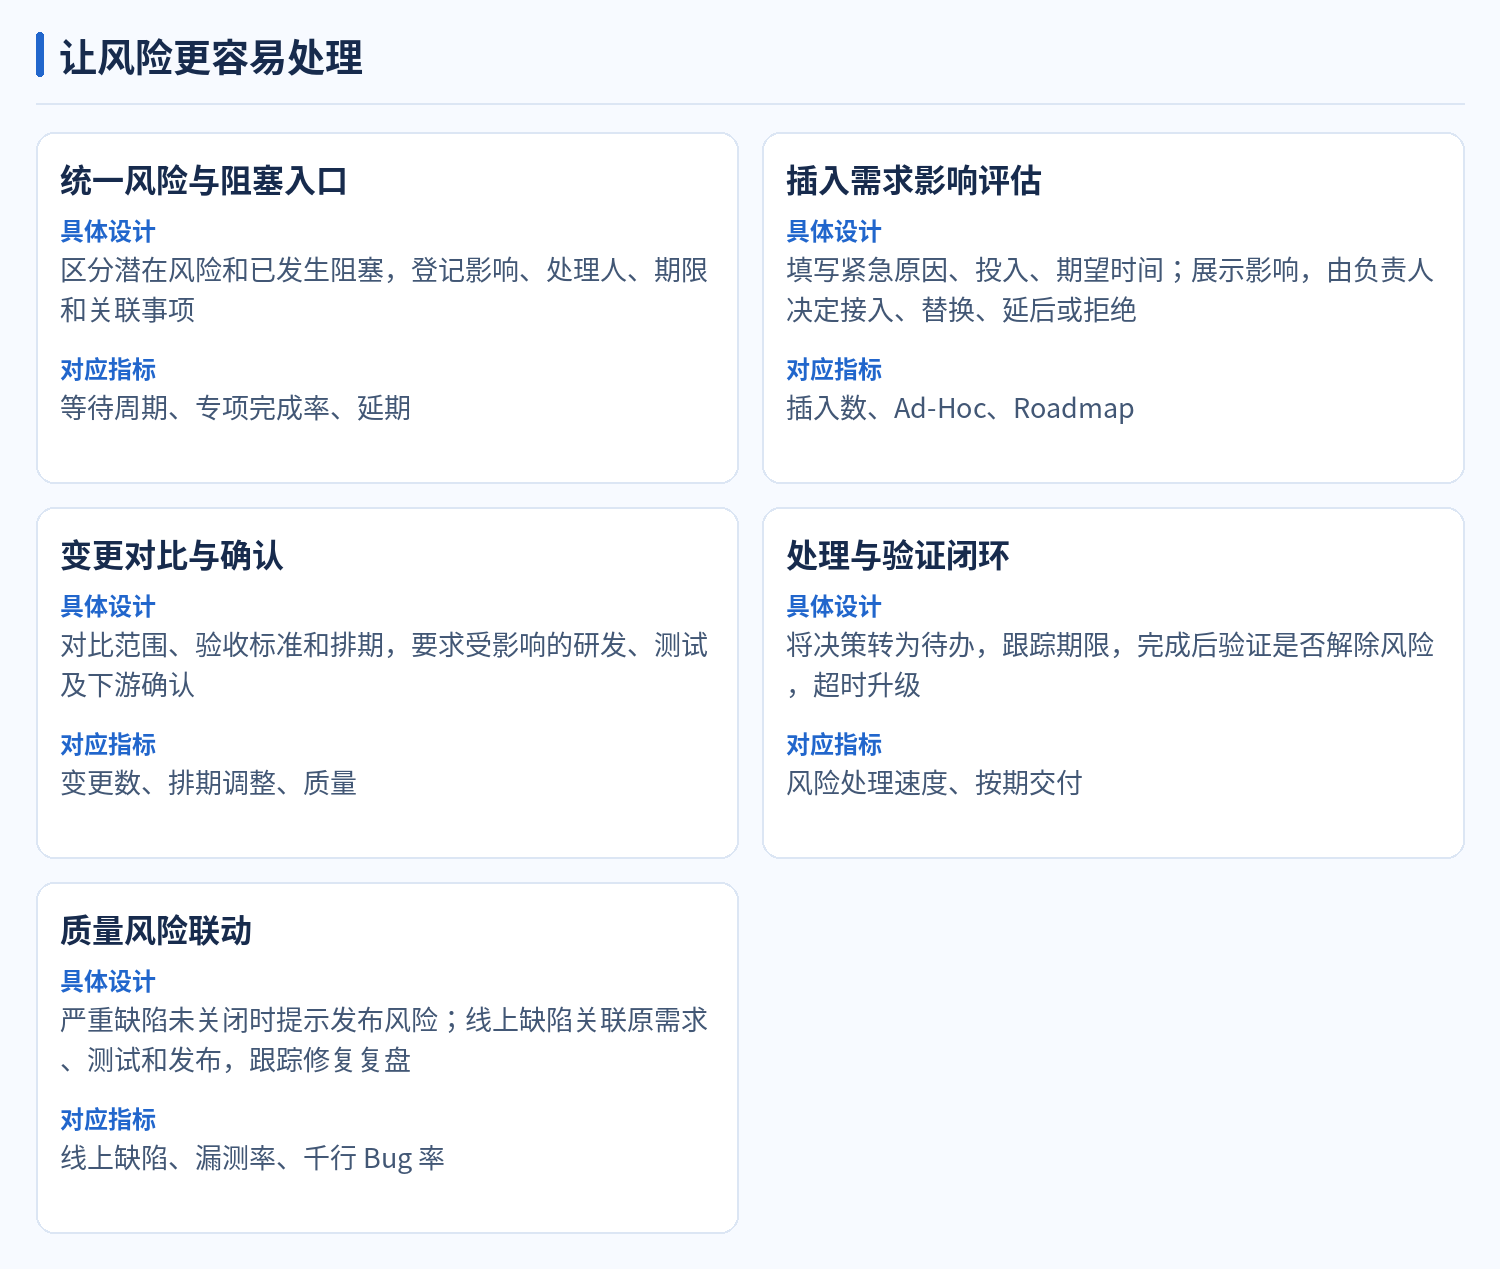 让风险更容易处理
统一风险与阻塞入口
具体设计
区分潜在风险和已发生阻塞，登记影响、处理人、期限
和关联事项
对应指标
等待周期、专项完成率、延期
插入需求影响评估
具体设计
填写紧急原因、投入、期望时间；展示影响，由负责人
决定接入、替换、延后或拒绝
对应指标
插入数、Ad-Hoc、Roadmap
变更对比与确认
具体设计
对比范围、验收标准和排期，要求受影响的研发、测试
及下游确认
对应指标
变更数、排期调整、质量
处理与验证闭环
具体设计
将决策转为待办，跟踪期限，完成后验证是否解除风险
，超时升级
对应指标
风险处理速度、按期交付
质量风险联动
具体设计
严重缺陷未关闭时提示发布风险；线上缺陷关联原需求
、测试和发布，跟踪修复复盘
对应指标
线上缺陷、漏测率、千行 Bug 率